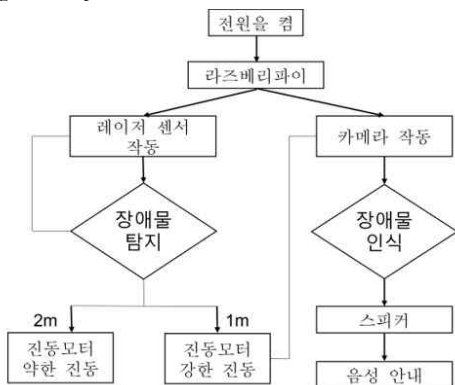 전원을 켬
라즈베리파이
레이저 센서
작동
카메라 작동
장애물
탐지
장애물
인식
2m
1m
진동모터
약한 진동
진동모터
강한 진동
스피커
음성 안내